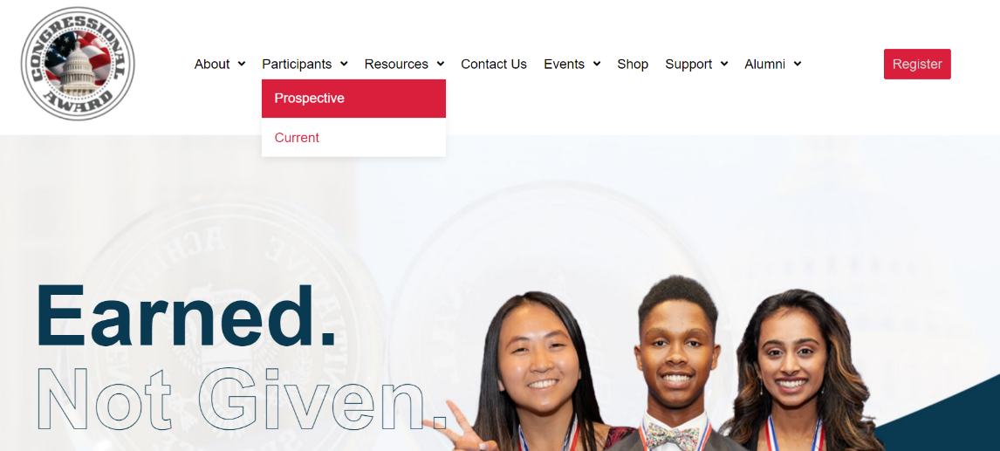 CONGRESSIONAL
AWARD
About
Participants
Resources
Contact Us
Events
Shop
Support
Alumni
Register
Prospective
Current
Earned.
Not Given.